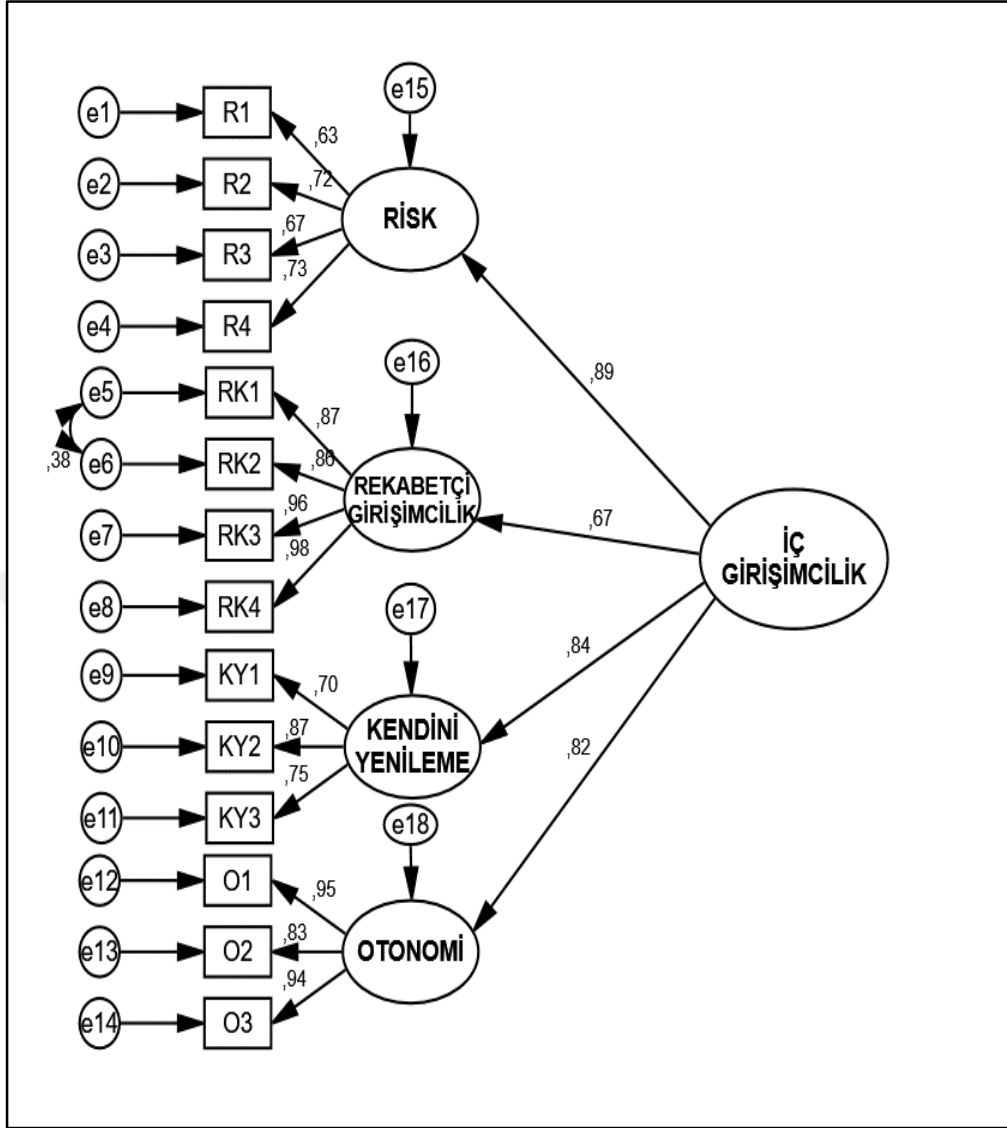 e15
e1 R1
,63
e2 R2
,72
RİSK
e3 R3
,67
,73
e4 R4
e16
,89
e5 RK1
,87
,38 e6 RK2
,86
REKABETÇİ
GİRİŞİMCİLİK
,96
e7 RK3
,67
,98
İÇ
GİRİŞİMCİLİK
e8 RK4
e17
e9 KY1
,70
,84
e10 KY2
,87
KENDİNİ
YENİLEME
,75
,82
e11 KY3
e18
e12 O1
,95
e13 O2
,83
OTONOMİ
,94
e14 O3